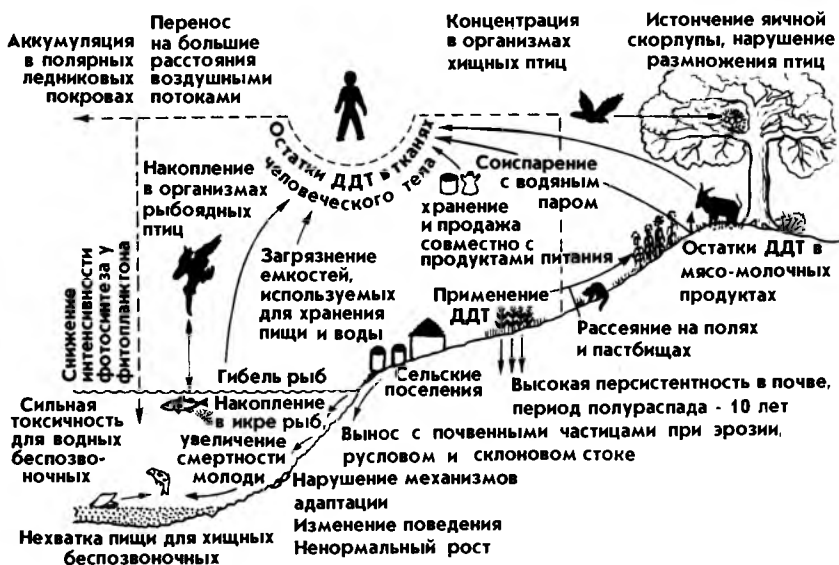 Аккумуляция
в полярных
ледниковых
покровах
Перенос
на большие
расстояния
воздушными
потоками
Концентрация
в организмах
хищных птиц
Истончение яичной
скорлупы, нарушение
размножения птиц
Остатки ДДТ в тканях
человеческого тела
Накопление
в организмах
рыбоядных
птиц
Соиспарение
с водяным
паром
хранение
и продажа
совместно с
продуктами питания
Загрязнение
емкостей,
используемых
для хранения
пищи и воды
Остатки ДДТ в
мясо-молочных
продуктах
Применение
ДДТ
Рассеяние на полях
и пастбищах
Снижение
интенсивности
фотосинтеза у
фитопланктона
Гибель рыб
Сельские
поселения
Высокая персистентность в почве,
период полураспада - 10 лет
Сильная
токсичность
для водных
беспозво-
ночных
Накопление
в икре рыб,
увеличение
смертности
молоди
Вынос с почвенными частицами при эрозии,
русловом и склоновом стоке
Нарушение механизмов
адаптации
Изменение поведения
Ненормальный рост
Нехватка пищи для хищных
беспозвоночных